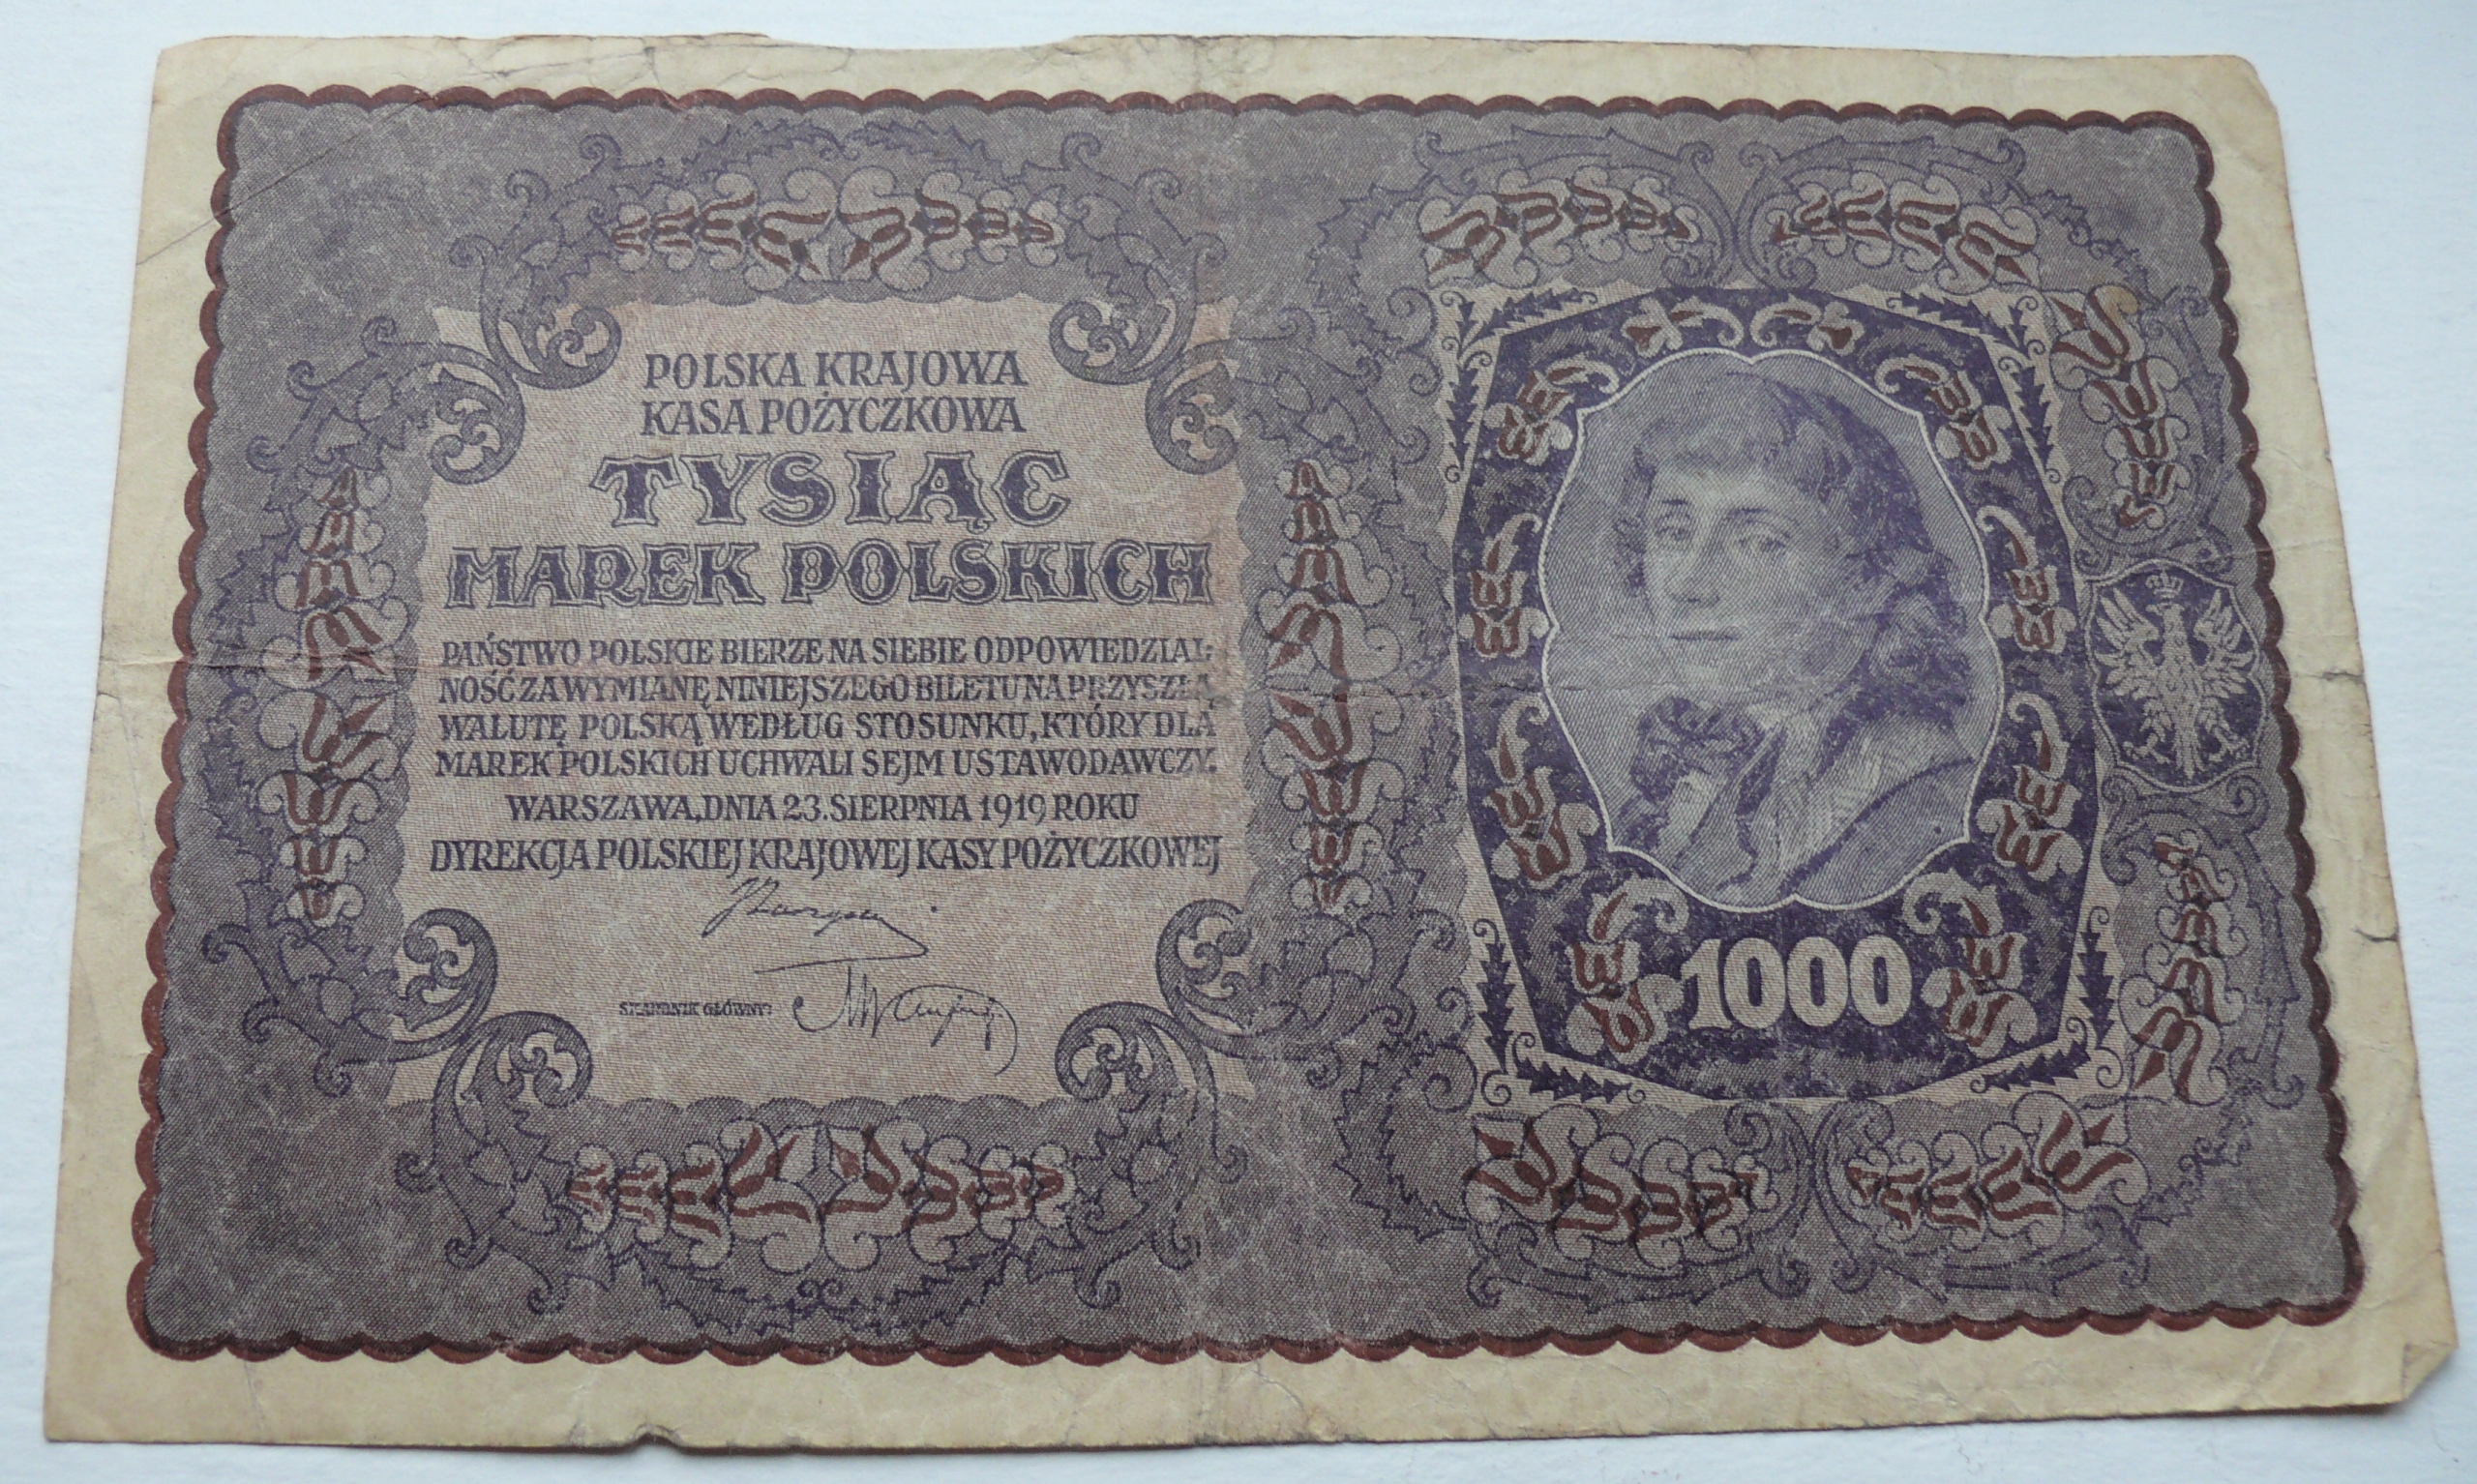 POLSKA KRAJOWA
KASA POŻYCZKOWA
TYSIĄC
MAREK POLSKICH
PAŃSTWO POLSKIE BIERZE NA SIEBIE ODPOWIEDZIAL-
NOŚĆ ZA WYMIANĘ NINIEJSZEGO BILETU NA PRZYSZŁĄ
WALUTĘ POLSKĄ WEDŁUG STOSUNKU, KTÓRY DLA
MAREK POLSKICH UCHWALI SEJM USTAWODAWCZY.
WARSZAWA, DNIA 23. SIERPNIA 1919 ROKU
DYREKCJA POLSKIEJ KRAJOWEJ KASY POŻYCZKOWEJ
SKARBNIK GŁÓWNY:
1000